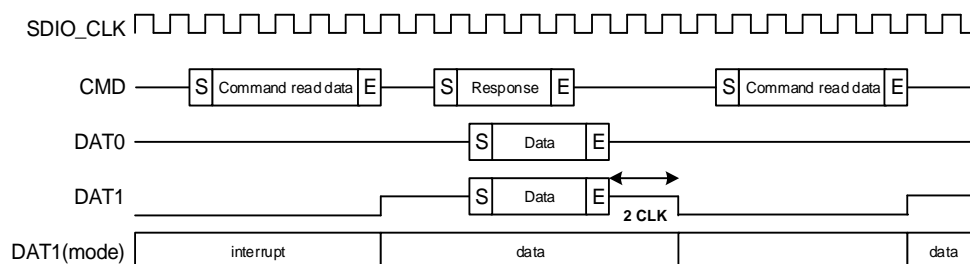 SDIO_CLK
CMD S Command read data E S Response E S Command read data E
DAT0 S Data E
DAT1 S Data E
2 CLK
DAT1(mode) interrupt data data